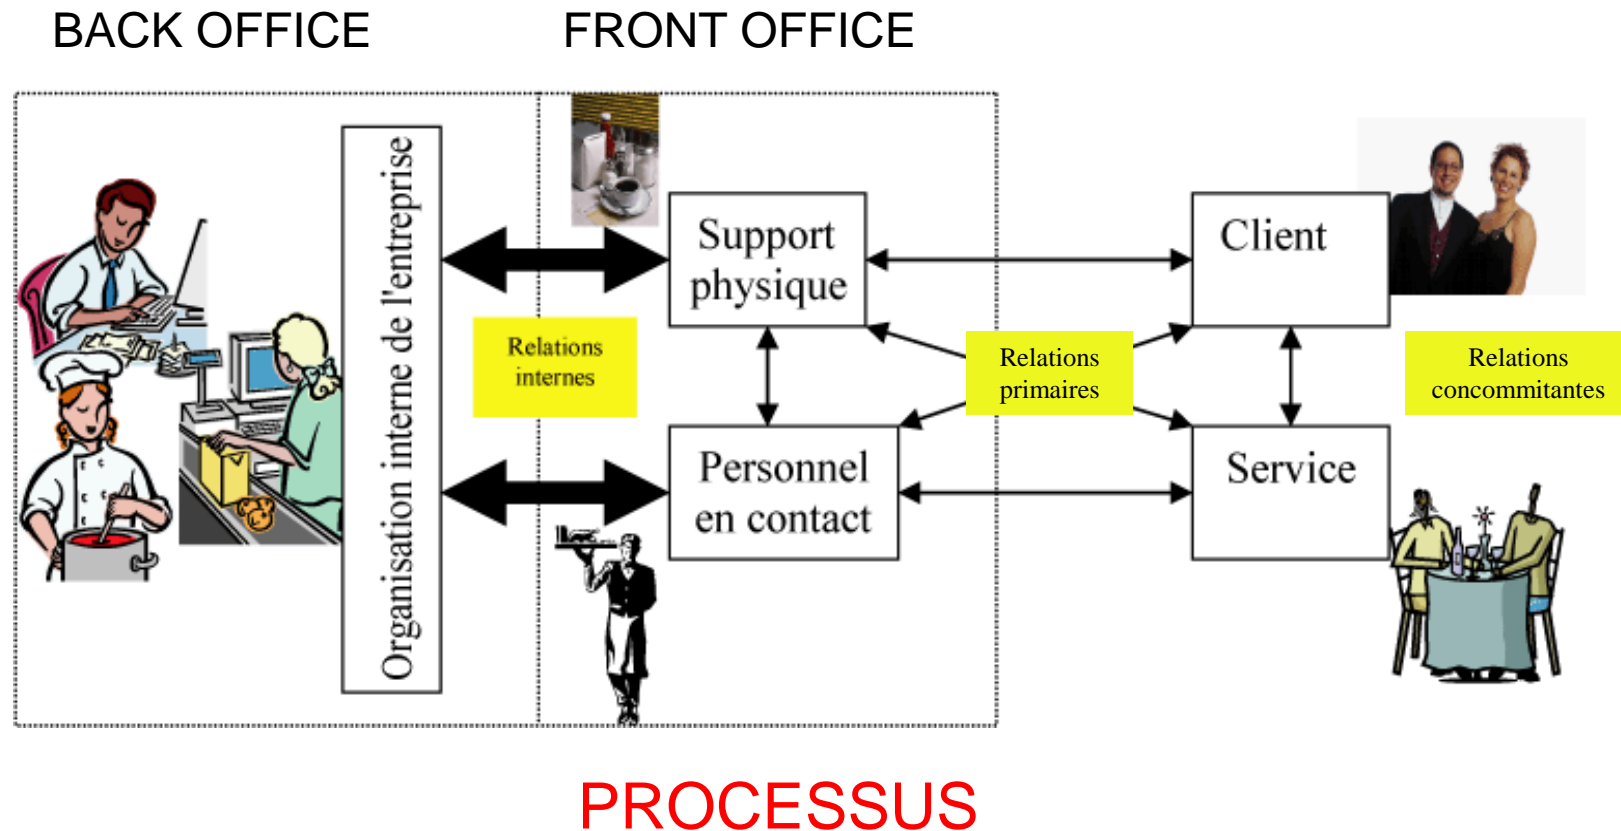 BACK OFFICE
FRONT OFFICE
Organisation interne de l'entreprise
Support
physique
Client
Relations
internes
Relations
primaires
Relations
concommitantes
Personnel
en contact
Service
PROCESSUS